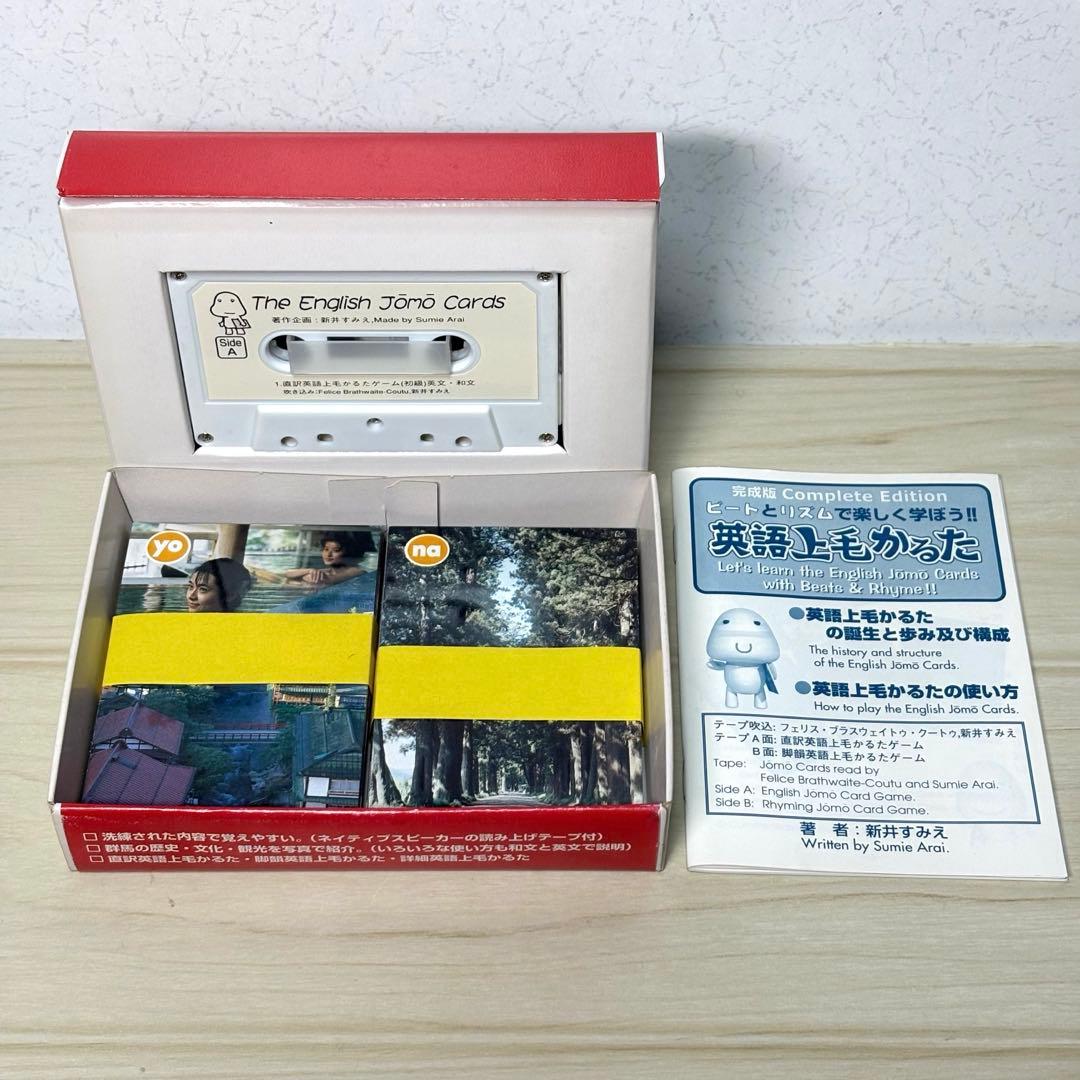 The English Jōmō Cards
著作企画:新井すみえ,Made by Sumie Arai
Side
A
1.直訳英語上毛かるたゲーム(初級)英文・和文
吹き込み:Felice Brathwaite-Coutu,新井すみえ
yo
na
□ 洗練された内容で覚えやすい。(ネイティブスピーカーの読み上げテープ付)
□ 群馬の歴史・文化・観光を写真で紹介。(いろいろな使い方も和文と英文で説明)
□ 直訳英語上毛かるた・脚韻英語上毛かるた・詳細英語上毛かるた
完成版 Complete Edition
ビートとリズムで楽しく学ぼう!!
英語上毛かるた
Let's learn the English Jōmō Cards
with Beats & Rhyme!!
●英語上毛かるた
の誕生と歩み及び構成
The history and structure
of the English Jōmō Cards.
●英語上毛かるたの使い方
How to play the English Jōmō Cards.
テープ吹込:フェリス・ブラスウェイトゥ・クートゥ,新井すみえ
テープA面:直訳英語上毛かるたゲーム
B面:脚韻英語上毛かるたゲーム
Tape: Jōmō Cards read by
Felice Brathwaite-Coutu and Sumie Arai.
Side A: English Jōmō Card Game.
Side B: Rhyming Jōmō Card Game.
著 者:新井すみえ
Written by Sumie Arai.